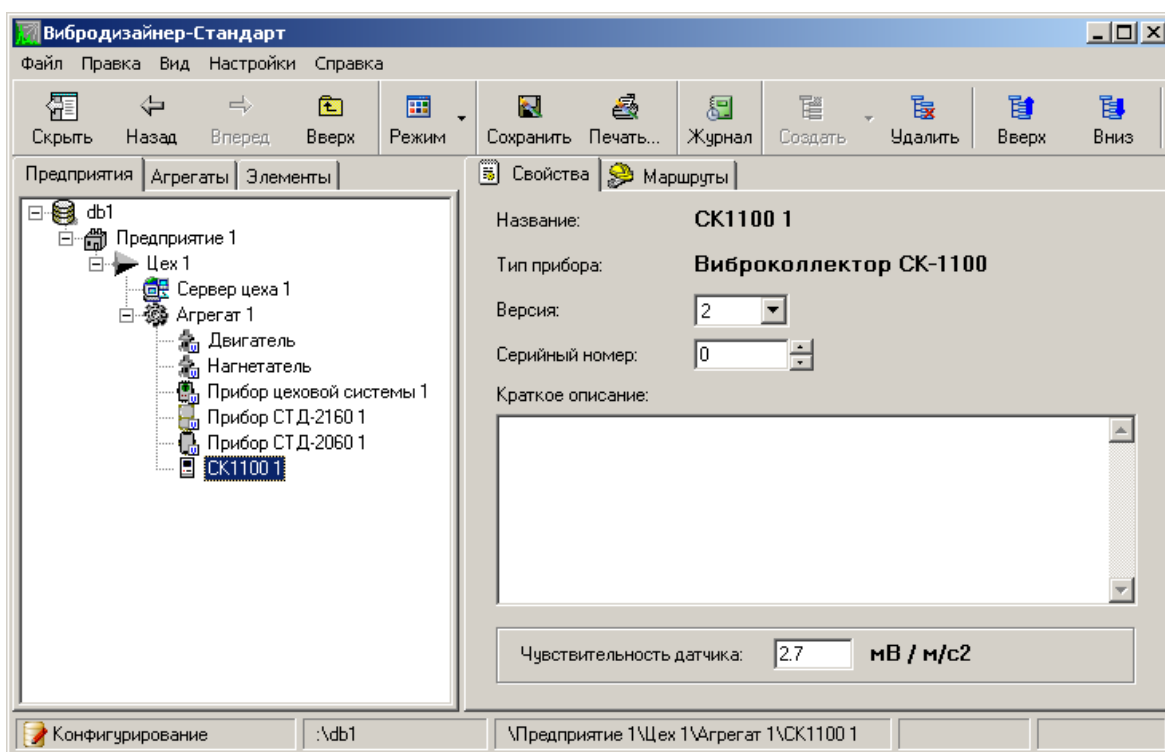 Вибродизайнер-Стандарт
Файл Правка Вид Настройки Справка
Скрыть Назад Вперед Вверх Режим Сохранить Печать... Журнал Создать Удалить Вверх Вниз
Предприятия Агрегаты Элементы
Свойства Маршруты
db1
Предприятие 1
Цех 1
Сервер цеха 1
Агрегат 1
Двигатель
Нагнетатель
Прибор цеховой системы 1
Прибор СТД-2160 1
Прибор СТД-2060 1
СК1100 1
Название: СК1100 1
Тип прибора: Виброколлектор СК-1100
Версия: 2
Серийный номер: 0
Краткое описание:
Чувствительность датчика: 2.7 мВ / м/с2
Конфигурирование :\db1 \Предприятие 1\Цех 1\Агрегат 1\СК1100 1